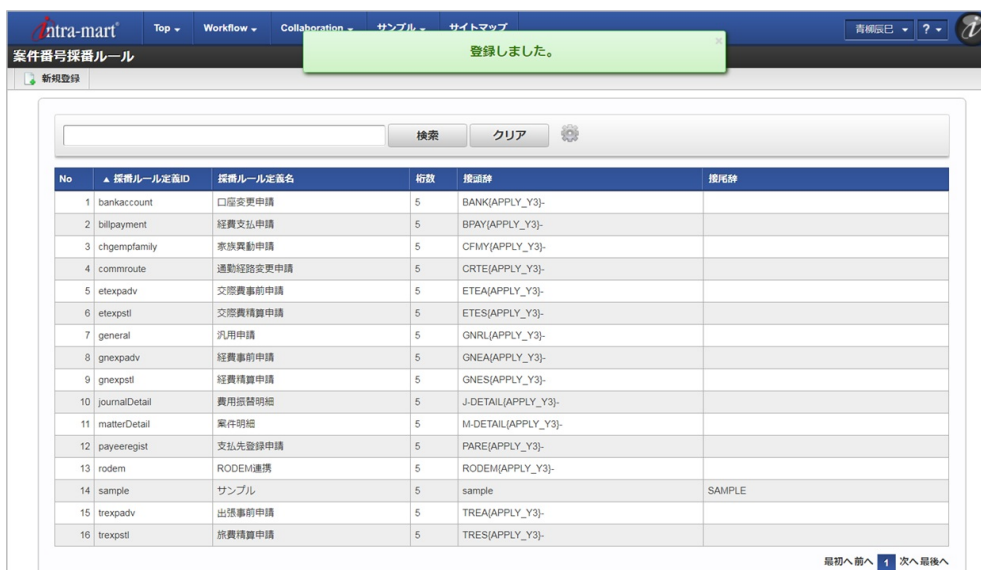 intra-mart Top Workflow Collaboration サンプル サイトマップ 青柳辰巳 ?
登録しました。
案件番号採番ルール
新規登録
検索 クリア
No ▲ 採番ルール定義ID 採番ルール定義名 桁数 接頭辞 接尾辞
1 bankaccount 口座変更申請 5 BANK{APPLY_Y3}-
2 billpayment 経費支払申請 5 BPAY{APPLY_Y3}-
3 chgempfamily 家族異動申請 5 CFMY{APPLY_Y3}-
4 commroute 通勤経路変更申請 5 CRTE{APPLY_Y3}-
5 etexpadv 交際費事前申請 5 ETEA{APPLY_Y3}-
6 etexpstl 交際費精算申請 5 ETES{APPLY_Y3}-
7 general 汎用申請 5 GNRL{APPLY_Y3}-
8 gnexpadv 経費事前申請 5 GNEA{APPLY_Y3}-
9 gnexpstl 経費精算申請 5 GNES{APPLY_Y3}-
10 journalDetail 費用振替明細 5 J-DETAIL{APPLY_Y3}-
11 matterDetail 案件明細 5 M-DETAIL{APPLY_Y3}-
12 payeeregist 支払先登録申請 5 PARE{APPLY_Y3}-
13 rodem RODEM連携 5 RODEM{APPLY_Y3}-
14 sample サンプル 5 sample SAMPLE
15 trexpadv 出張事前申請 5 TREA{APPLY_Y3}-
16 trexpstl 旅費精算申請 5 TRES{APPLY_Y3}-
最初へ 前へ 1 次へ 最後へ